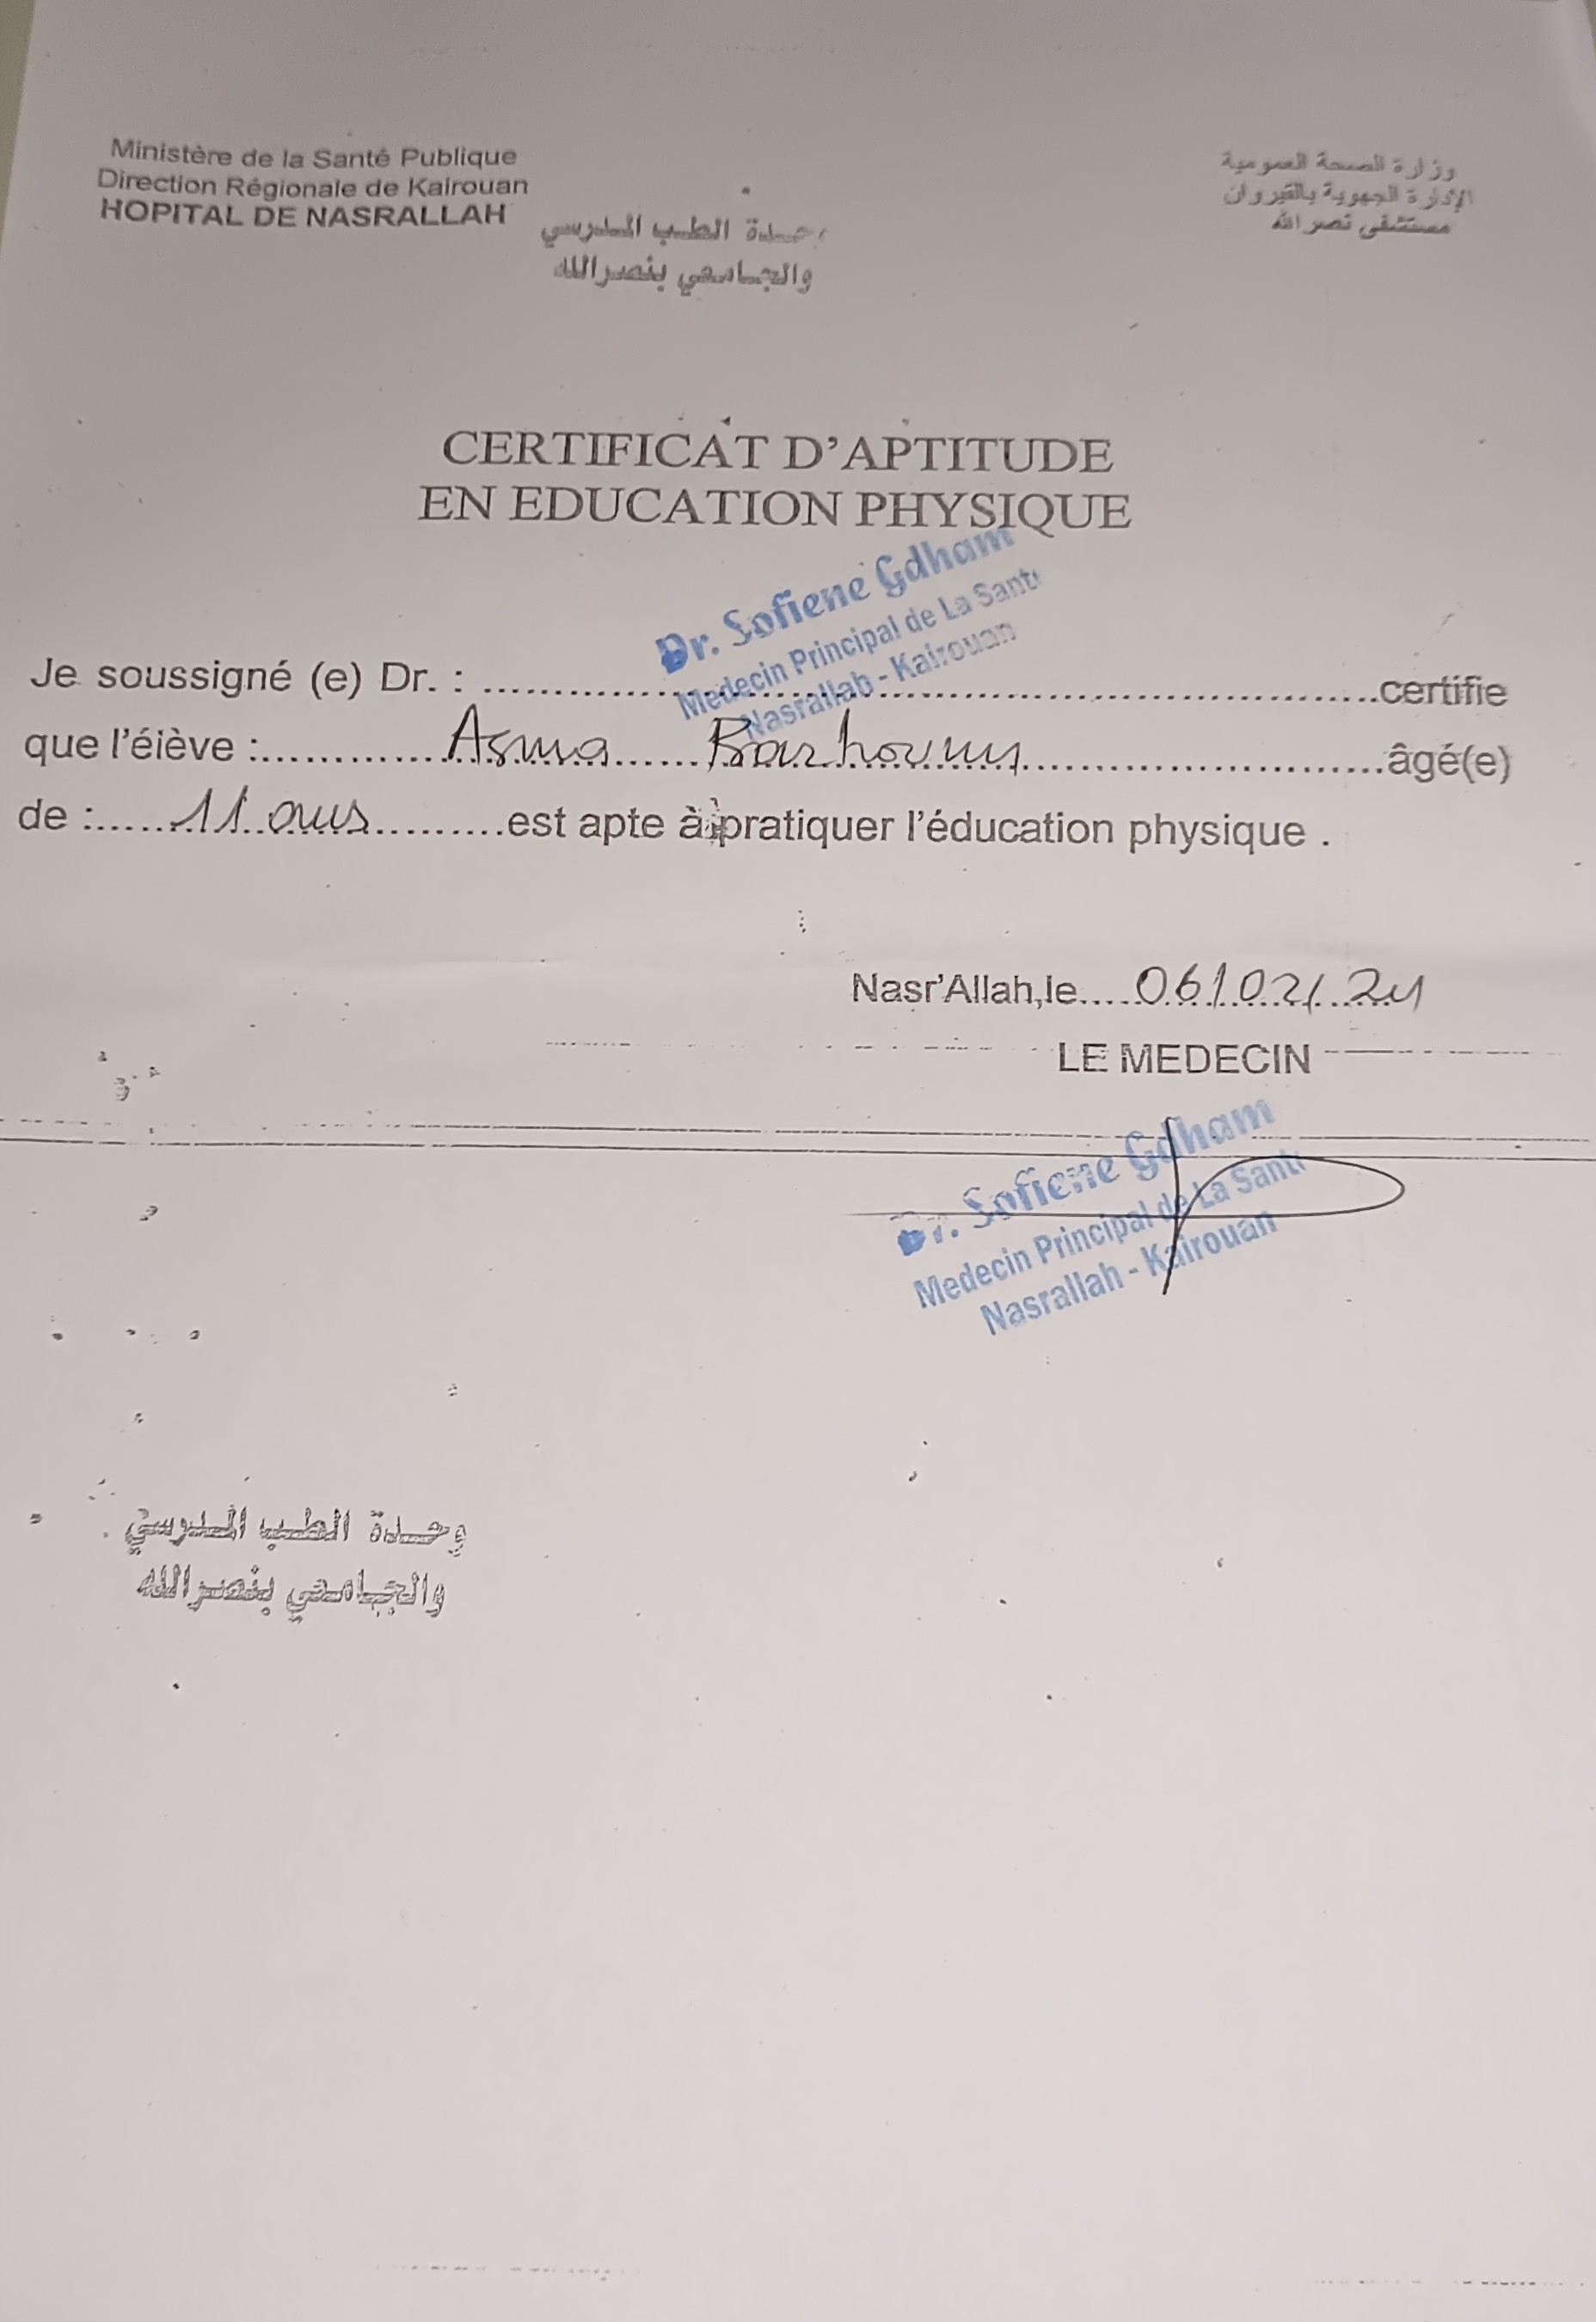 Ministère de la Santé Publique
Direction Régionale de Kairouan
HOPITAL DE NASRALLAH
وزارة الصحة العمومية
الإدارة الجهوية بالقيروان
مستشفى نصر الله
وحدة الطب المدرسي
والجامعي بنصرالله
CERTIFICAT D'APTITUDE
EN EDUCATION PHYSIQUE
Dr. Sofiene Gdham
Medecin Principal de La Santé
Nasrallah - Kairouan
Je soussigné (e) Dr. : certifie
que l'éiève : Asma Barhoumi âgé(e)
de : 11 ans est apte à pratiquer l'éducation physique .
Nasr'Allah,le 06/02/24
LE MEDECIN
Dr. Sofiene Gdham
Medecin Principal de La Santé
Nasrallah - Kairouan
وحدة الطب المدرسي
والجامعي بنصرالله